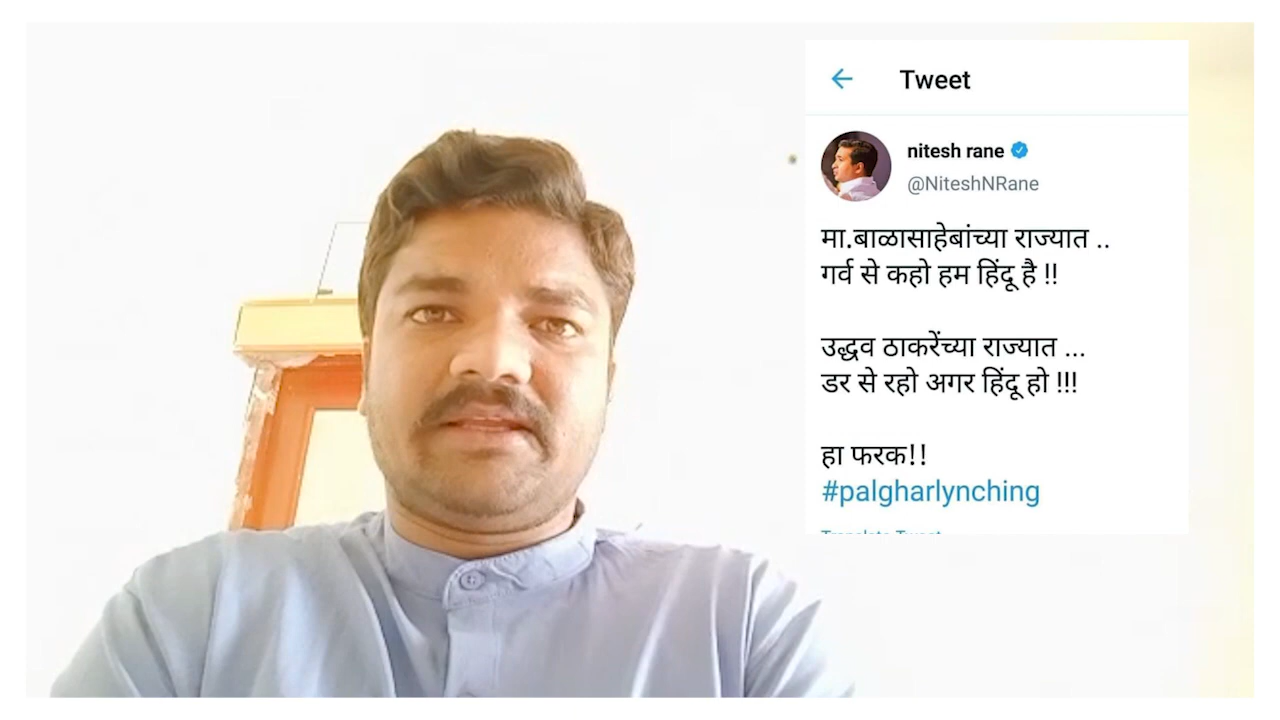 Tweet
nitesh rane
@NiteshNRane
मा.बाळासाहेबांच्या राज्यात ..
गर्व से कहो हम हिंदू है !!
उद्धव ठाकरेंच्या राज्यात ...
डर से रहो अगर हिंदू हो !!!
हा फरक!!
#palgharlynching